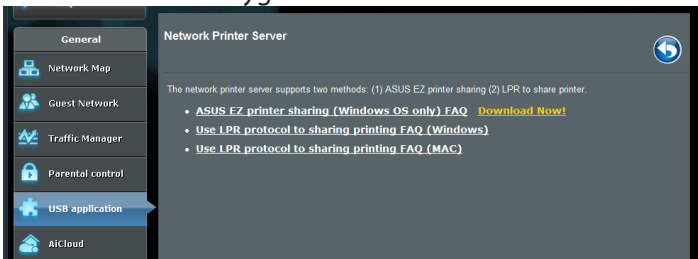 General
Network Map
Guest Network
Traffic Manager
Parental control
USB application
AiCloud
Network Printer Server
The network printer server supports two methods: (1) ASUS EZ printer sharing (2) LPR to share printer.
• ASUS EZ printer sharing (Windows OS only) FAQ Download Now!
• Use LPR protocol to sharing printing FAQ (Windows)
• Use LPR protocol to sharing printing FAQ (MAC)